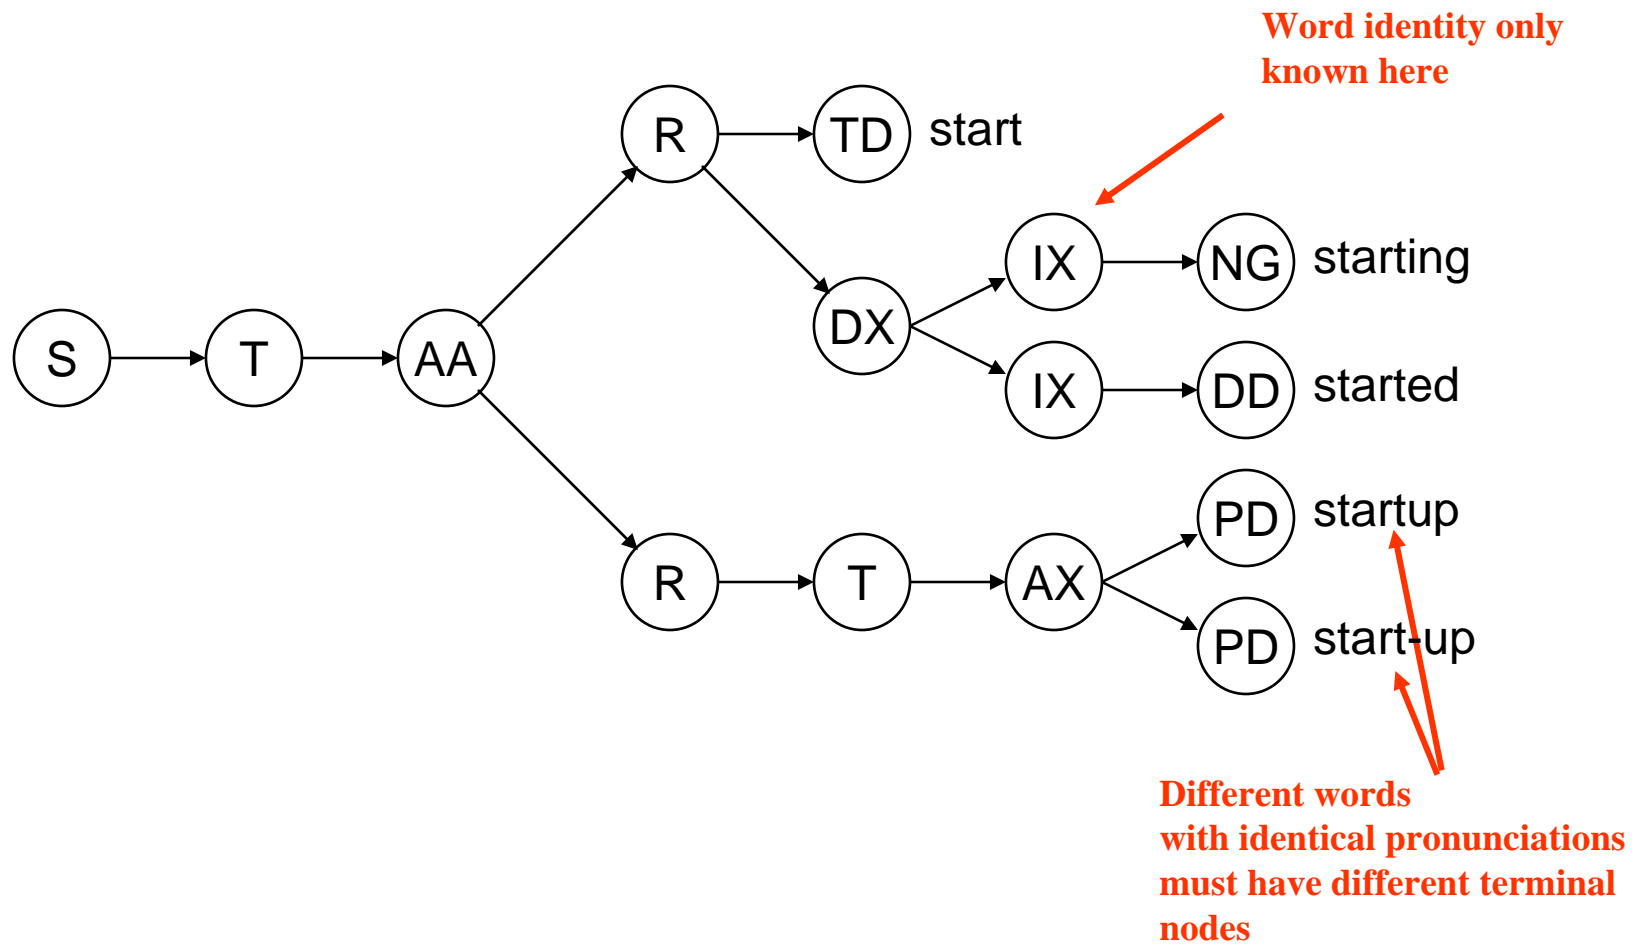 Word identity only
known here
R
TD
start
IX
NG
starting
DX
S
T
AA
IX
DD
started
PD
startup
R
T
AX
PD
start-up
Different words
with identical pronunciations
must have different terminal
nodes